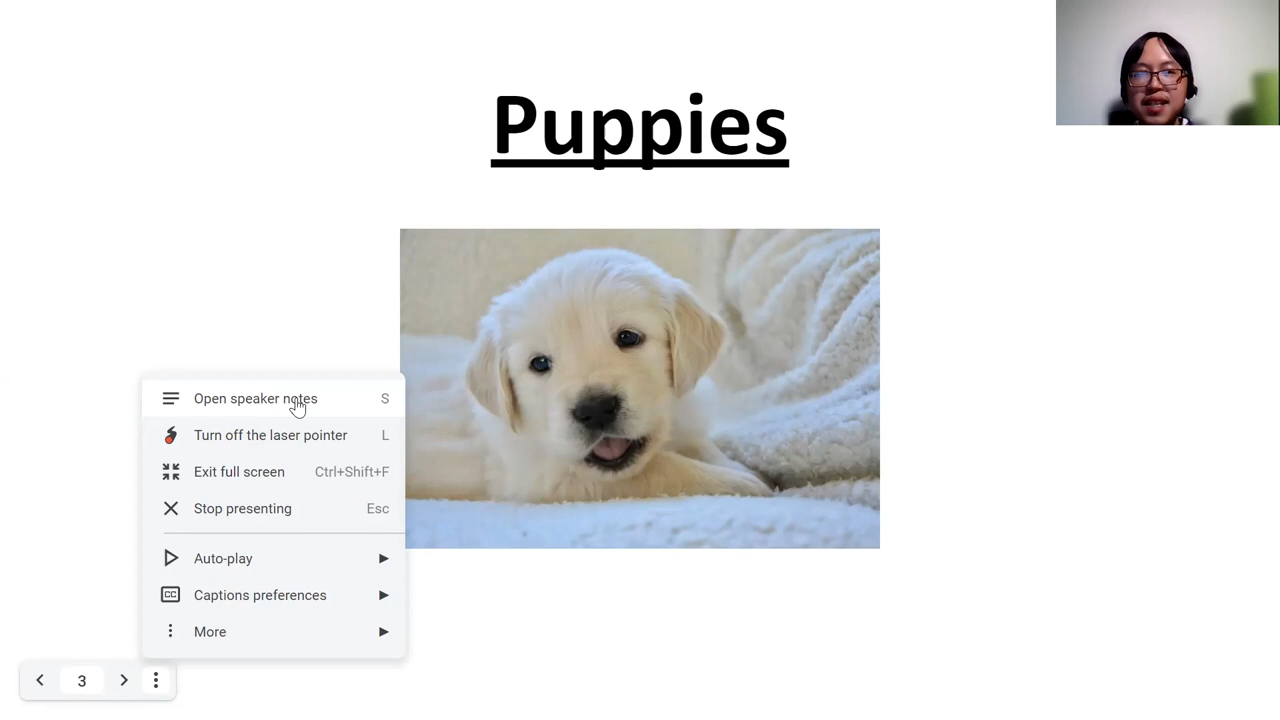 Puppies
Open speaker notes S
Turn off the laser pointer L
Exit full screen Ctrl+Shift+F
Stop presenting Esc
Auto-play
CC Captions preferences
More
3